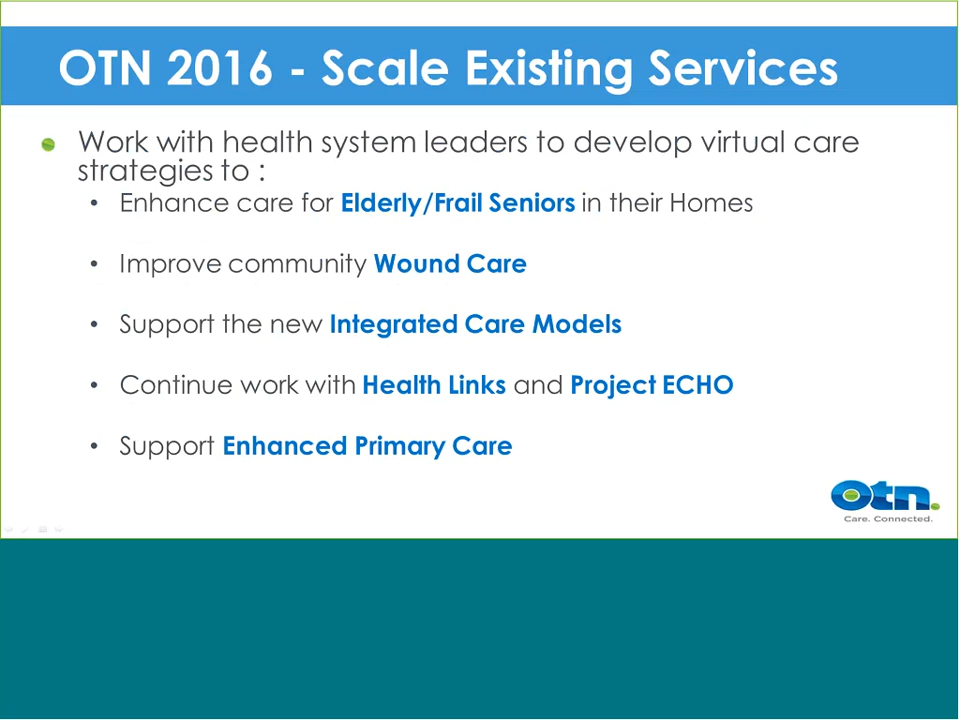 OTN 2016 - Scale Existing Services
Work with health system leaders to develop virtual care
strategies to :
• Enhance care for Elderly/Frail Seniors in their Homes
• Improve community Wound Care
• Support the new Integrated Care Models
• Continue work with Health Links and Project ECHO
• Support Enhanced Primary Care
Otn.
Care. Connected.